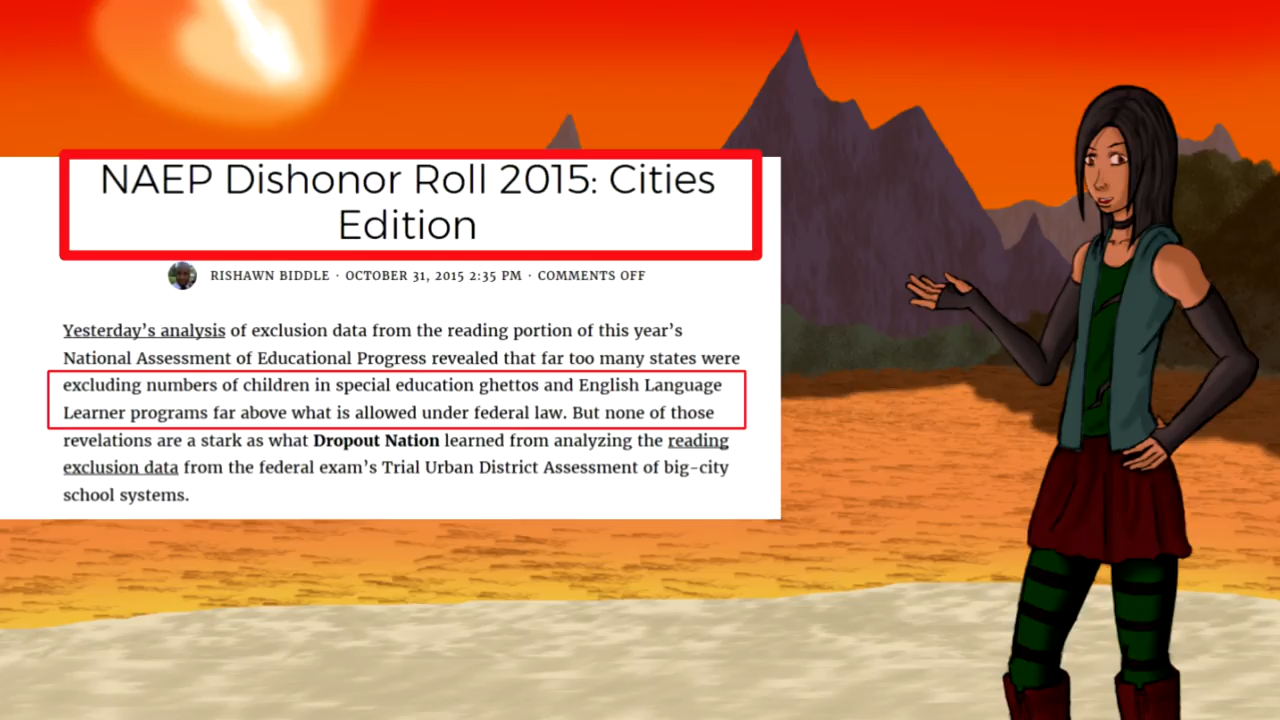 NAEP Dishonor Roll 2015: Cities
Edition
RISHAWN BIDDLE · OCTOBER 31, 2015 2:35 PM · COMMENTS OFF
Yesterday's analysis of exclusion data from the reading portion of this year's
National Assessment of Educational Progress revealed that far too many states were
excluding numbers of children in special education ghettos and English Language
Learner programs far above what is allowed under federal law. But none of those
revelations are a stark as what Dropout Nation learned from analyzing the reading
exclusion data from the federal exam's Trial Urban District Assessment of big-city
school systems.